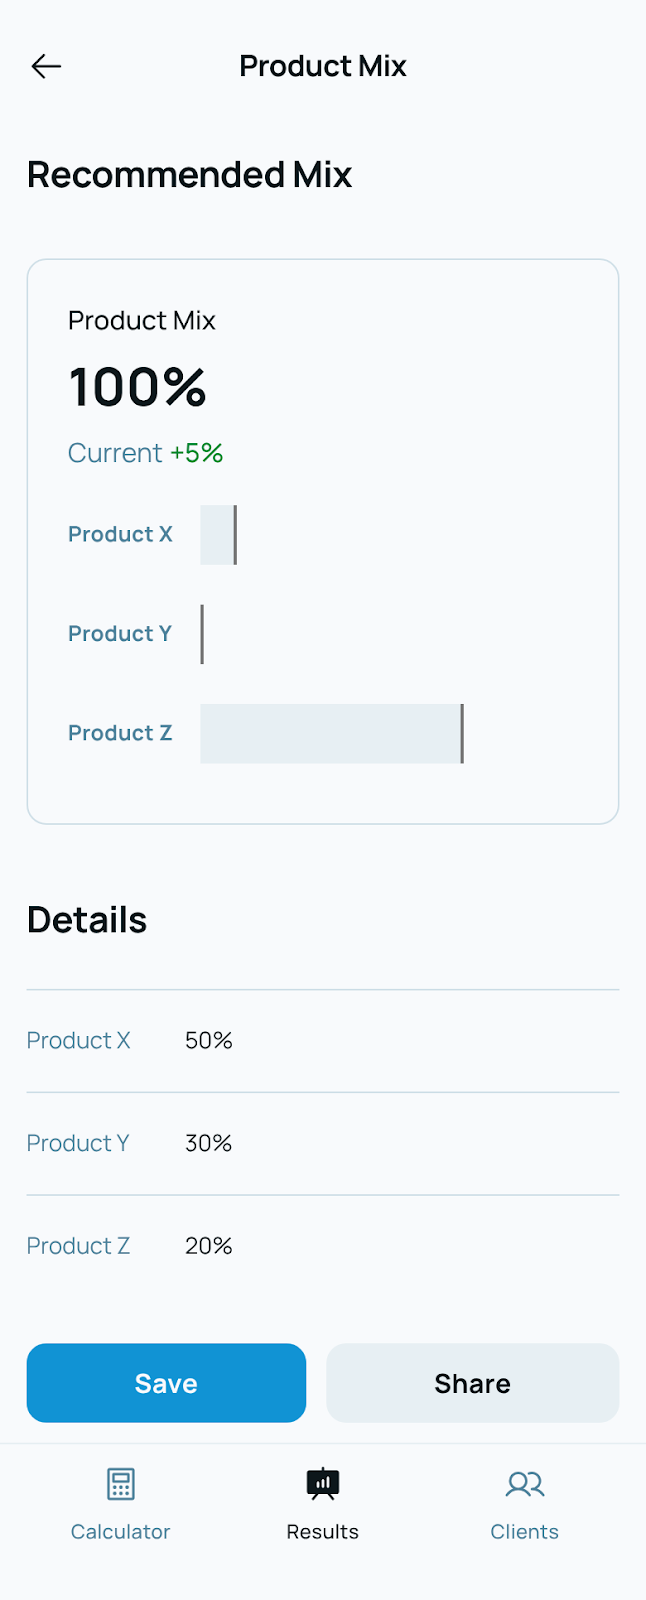 Product Mix
Recommended Mix
Product Mix
100%
Current +5%
Product X
Product Y
Product Z
Details
Product X 50%
Product Y 30%
Product Z 20%
Save Share
Calculator Results Clients